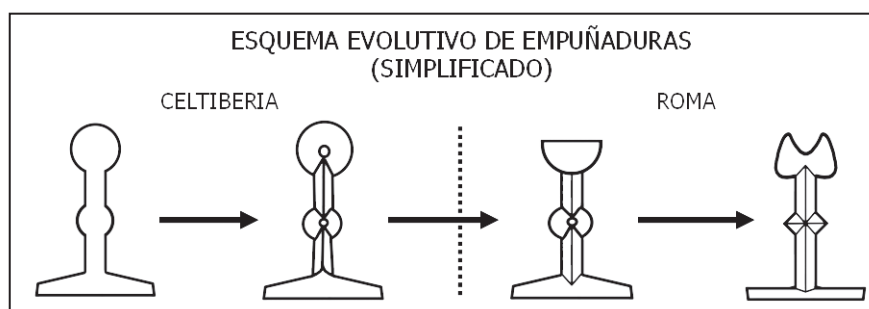 ESQUEMA EVOLUTIVO DE EMPUÑADURAS
(SIMPLIFICADO)
CELTIBERIA
ROMA